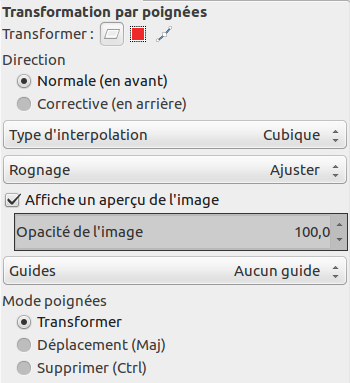 Transformation par poignées
Transformer :
Direction
Normale (en avant)
Corrective (en arrière)
Type d'interpolation Cubique
Rognage Ajuster
Affiche un aperçu de l'image
Opacité de l'image 100,0
Guides Aucun guide
Mode poignées
Transformer
Déplacement (Maj)
Supprimer (Ctrl)